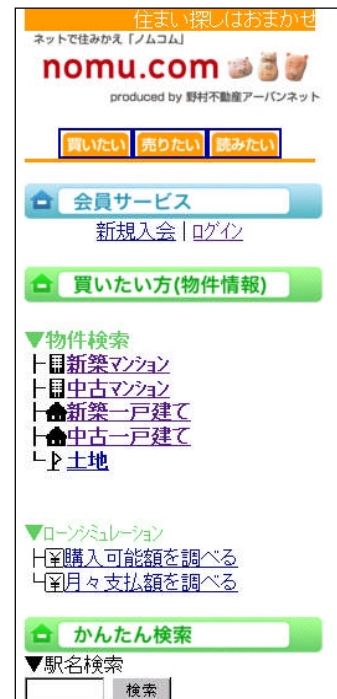 住まい探しはおまかせ
ネットで住みかえ「ノムコム」
nomu.com
produced by 野村不動産アーバンネット
買いたい 売りたい 読みたい
会員サービス
新規入会 | ログイン
買いたい方(物件情報)
▼物件検索
├新築マンション
├中古マンション
├新築一戸建て
├中古一戸建て
└土地
▼ローンシミュレーション
├¥購入可能額を調べる
└¥月々支払額を調べる
かんたん検索
▼駅名検索
検索